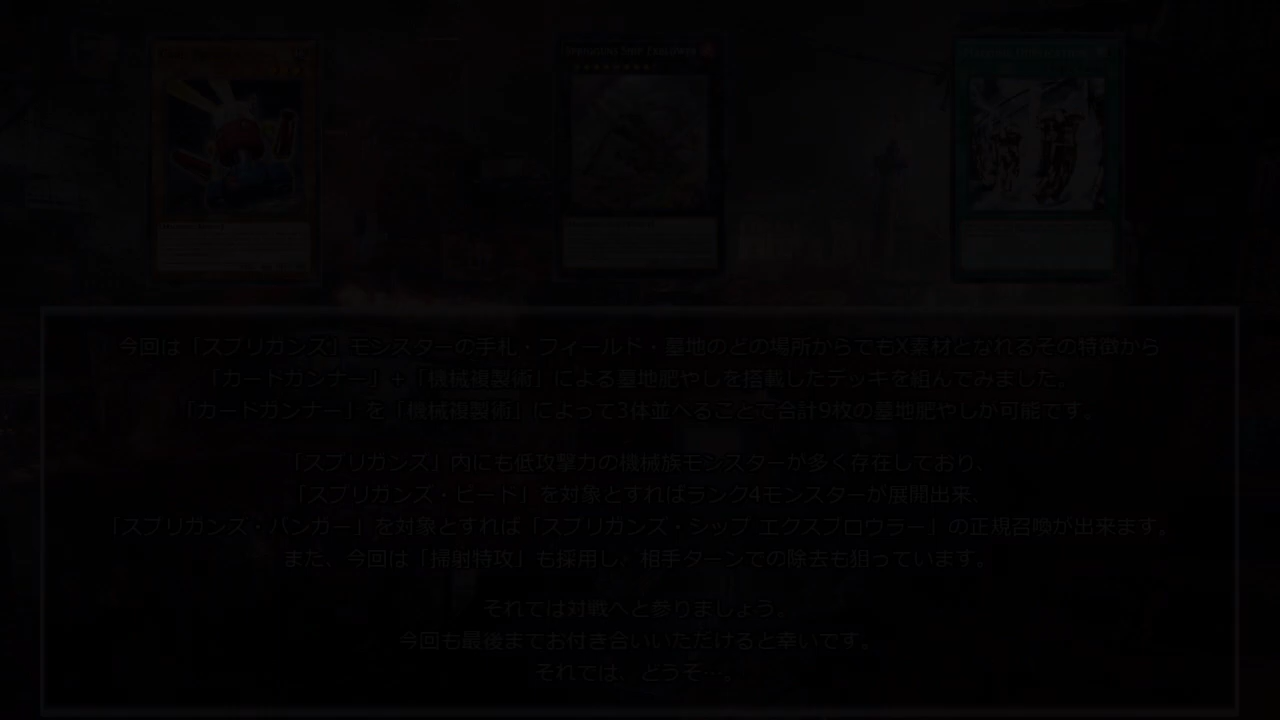 Sprigguns Ship Exblowrer
今回は「スプリガンズ」モンスターの手札・フィールド・墓地のどの場所からでもX素材となれるその特徴から
「カードガンナー」+「機械複製術」による墓地肥やしを搭載したデッキを組んでみました。
「カードガンナー」を「機械複製術」によって3体並べることで合計9枚の墓地肥やしが可能です。
「スプリガンズ」内にも低攻撃力の機械族モンスターが多く存在しており、
「スプリガンズ・ピード」を対象とすればランク4モンスターが展開出来、
「スプリガンズ・バンカー」を対象とすれば「スプリガンズ・シップ エクスブロウラー」の正規召喚が出来ます。
また、今回は「掃射特攻」も採用し、相手ターンでの除去も狙っています。
それでは対戦へと参りましょう。
今回も最後までお付き合いいただけると幸いです。
それでは、どうぞ…。